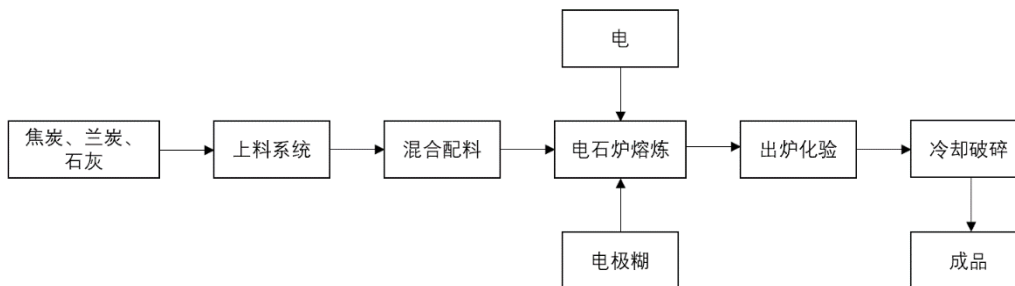 电
焦炭、兰炭、
石灰
上料系统
混合配料
电石炉熔炼
出炉化验
冷却破碎
电极糊
成品